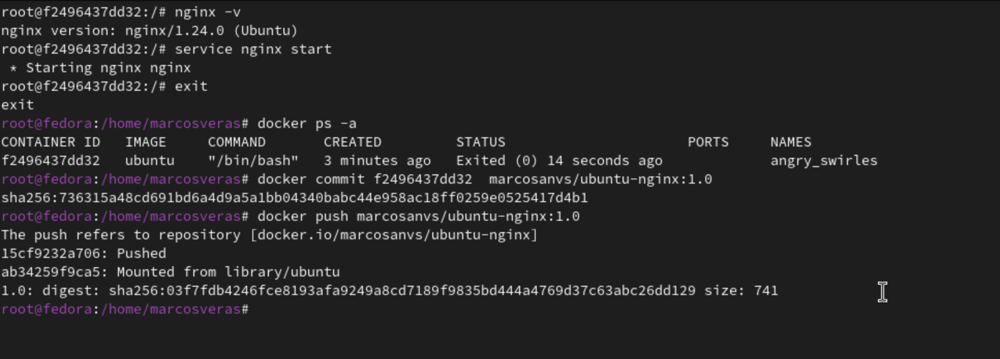 root@f2496437dd32:/# nginx -v
nginx version: nginx/1.24.0 (Ubuntu)
root@f2496437dd32:/# service nginx start
 * Starting nginx nginx
root@f2496437dd32:/# exit
exit
root@fedora:/home/marcosveras# docker ps -a
CONTAINER ID   IMAGE     COMMAND       CREATED         STATUS                      PORTS     NAMES
f2496437dd32   ubuntu    "/bin/bash"   3 minutes ago   Exited (0) 14 seconds ago             angry_swirles
root@fedora:/home/marcosveras# docker commit f2496437dd32  marcosanvs/ubuntu-nginx:1.0
sha256:736315a48cd691bd6a4d9a5a1bb04340babc44e958ac18ff0259e0525417d4b1
root@fedora:/home/marcosveras# docker push marcosanvs/ubuntu-nginx:1.0
The push refers to repository [docker.io/marcosanvs/ubuntu-nginx]
15cf9232a706: Pushed
ab34259f9ca5: Mounted from library/ubuntu
1.0: digest: sha256:03f7fdb4246fce8193afa9249a8cd7189f9835bd444a4769d37c63abc26dd129 size: 741
root@fedora:/home/marcosveras#